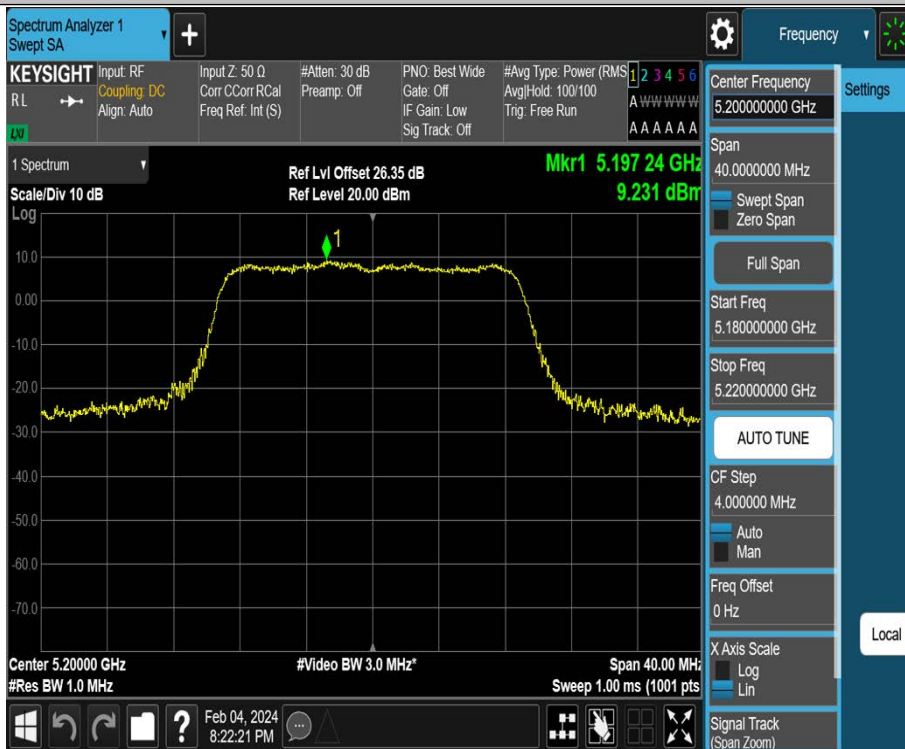 Spectrum Analyzer 1
Swept SA
+
Frequency
KEYSIGHT
RL
LXI
Input: RF
Coupling: DC
Align: Auto
Input Z: 50 Ω
Corr CCorr RCal
Freq Ref: Int (S)
#Atten: 30 dB
Preamp: Off
PNO: Best Wide
Gate: Off
IF Gain: Low
Sig Track: Off
#Avg Type: Power (RMS
Avg|Hold: 100/100
Trig: Free Run
1 2 3 4 5 6
A W W W W W
A A A A A A
1 Spectrum
Scale/Div 10 dB
Log
Ref Lvl Offset 26.35 dB
Ref Level 20.00 dBm
Mkr1 5.197 24 GHz
9.231 dBm
1
10.0
0.00
-10.0
-20.0
-30.0
-40.0
-50.0
-60.0
-70.0
Center 5.20000 GHz
#Res BW 1.0 MHz
#Video BW 3.0 MHz*
Span 40.00 MHz
Sweep 1.00 ms (1001 pts
Feb 04, 2024
8:22:21 PM
?
Center Frequency
5.200000000 GHz
Span
40.0000000 MHz
Swept Span
Zero Span
Full Span
Start Freq
5.180000000 GHz
Stop Freq
5.220000000 GHz
AUTO TUNE
CF Step
4.000000 MHz
Auto
Man
Freq Offset
0 Hz
X Axis Scale
Log
Lin
Signal Track
(Span Zoom)
Settings
Local